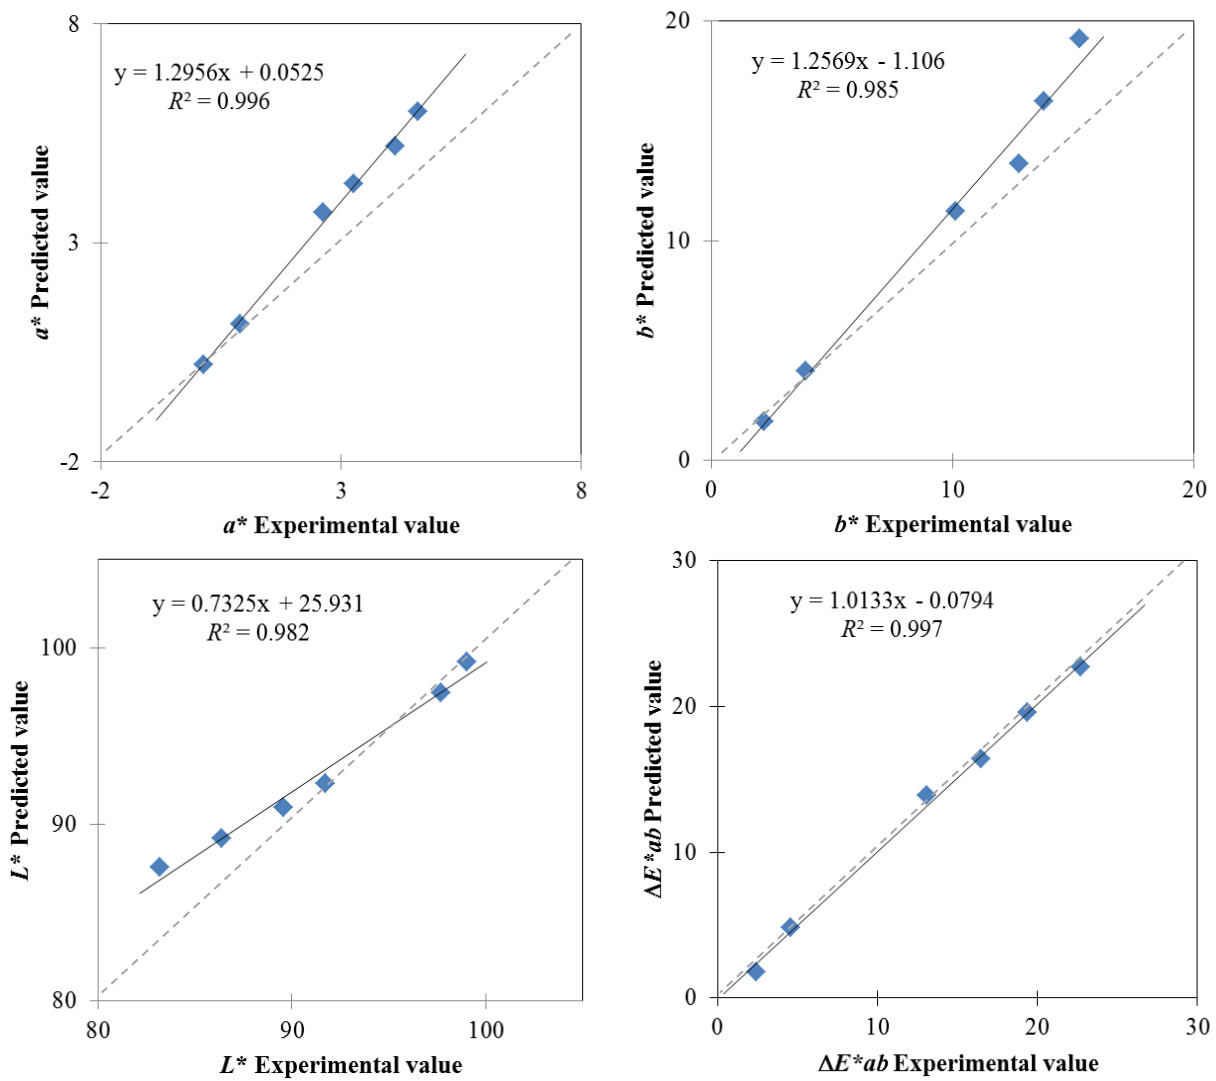 8
y = 1.2956x + 0.0525
R² = 0.996
a* Predicted value
3
-2
-2 3 8
a* Experimental value
20
y = 1.2569x - 1.106
R² = 0.985
b* Predicted value
10
0
0 10 20
b* Experimental value
y = 0.7325x + 25.931
R² = 0.982
100
L* Predicted value
90
80
80 90 100
L* Experimental value
30
y = 1.0133x - 0.0794
R² = 0.997
20
ΔE*ab Predicted value
10
0
0 10 20 30
ΔE*ab Experimental value